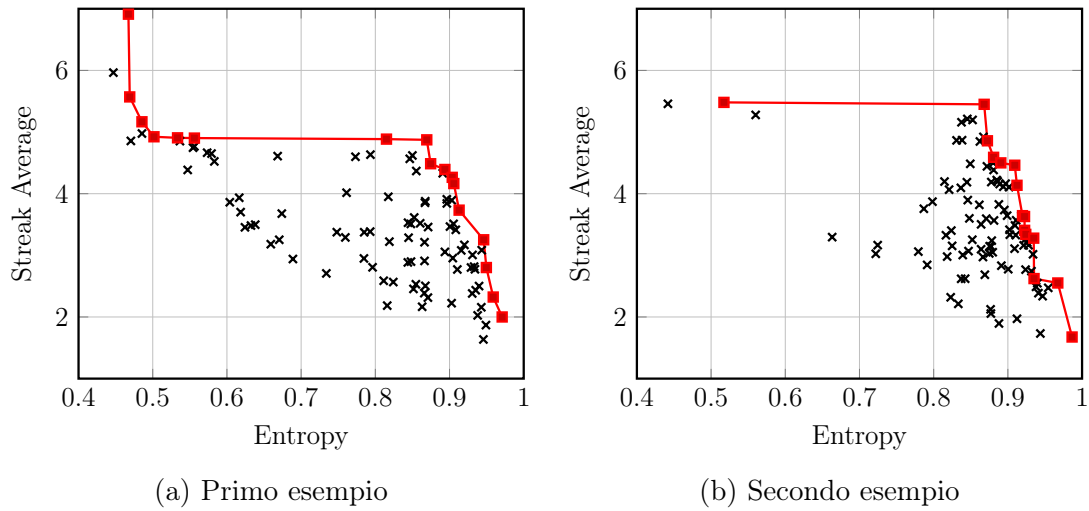 6
4
2
Streak Average
0.4 0.5 0.6 0.7 0.8 0.9 1
Entropy
(a) Primo esempio
6
4
2
Streak Average
0.4 0.5 0.6 0.7 0.8 0.9 1
Entropy
(b) Secondo esempio